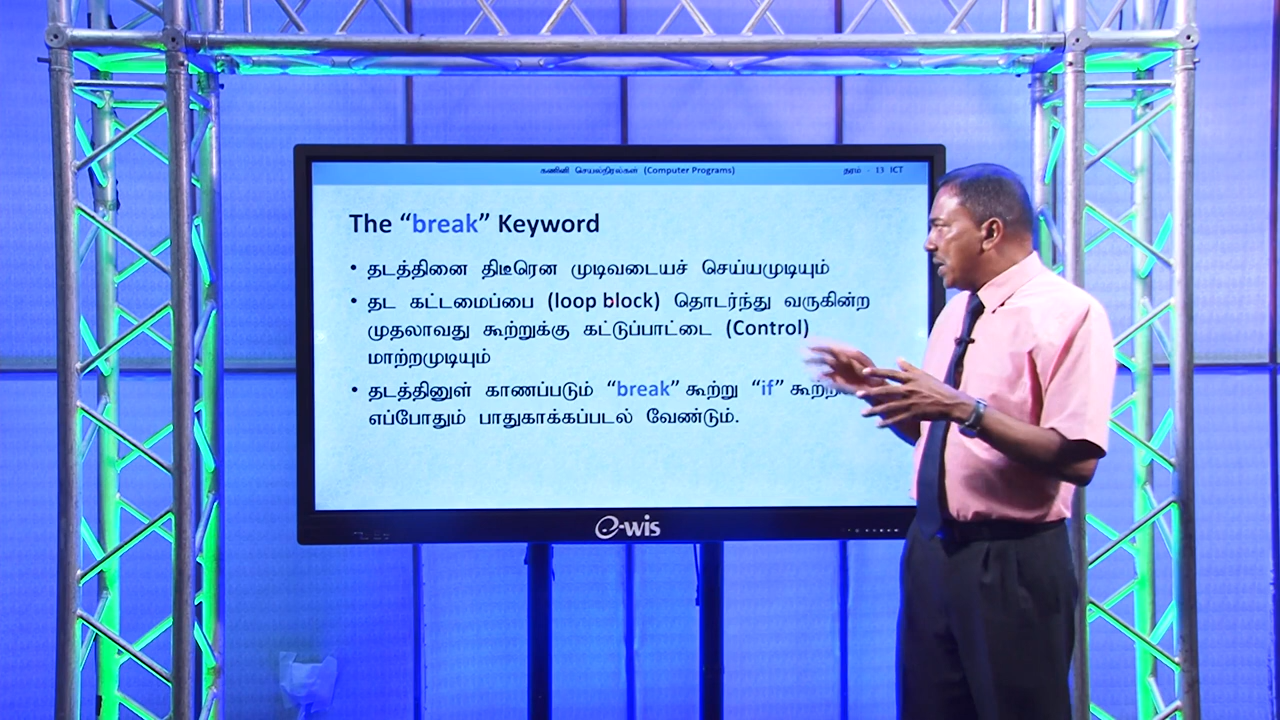 கணினி செயல்நிரல்கள் (Computer Programs) தரம் - 13 ICT
The “break” Keyword
• தடத்தினை திடீரென முடிவடையச் செய்யமுடியும்
• தட கட்டமைப்பை (loop block) தொடர்ந்து வருகின்ற
முதலாவது கூற்றுக்கு கட்டுப்பாட்டை (Control)
மாற்றமுடியும்
• தடத்தினுள் காணப்படும் “break” கூற்று “if”
எப்போதும் பாதுகாக்கப்படல் வேண்டும்.
e-wis